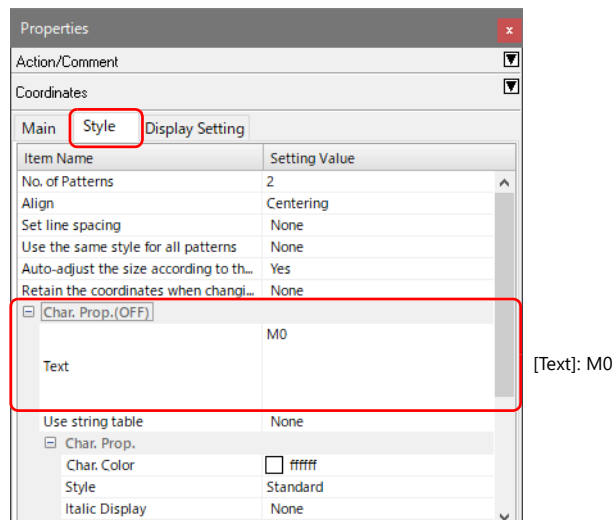 Properties
x
Action/Comment
Coordinates
Main Style Display Setting
Item Name Setting Value
No. of Patterns 2
Align Centering
Set line spacing None
Use the same style for all patterns None
Auto-adjust the size according to th... Yes
Retain the coordinates when changi... None
Char. Prop.(OFF)
M0
Text
[Text]: M0
Use string table None
Char. Prop.
Char. Color ffffff
Style Standard
Italic Display None